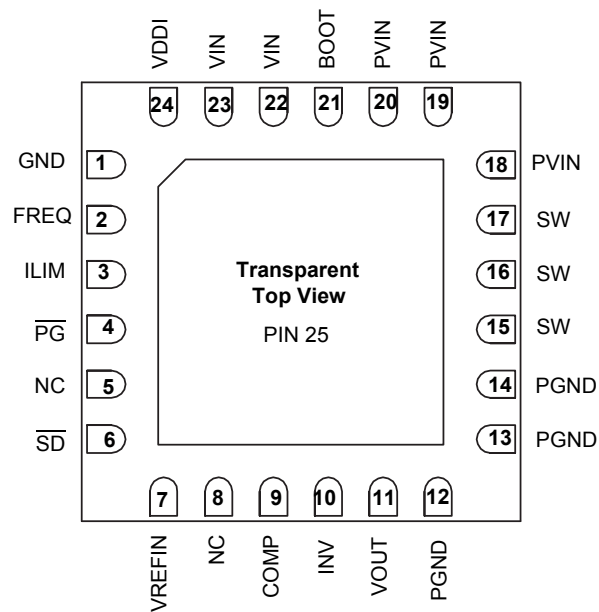 VDDI VIN VIN BOOT PVIN PVIN
24 23 22 21 20 19
GND 1
FREQ 2
ILIM 3
PG 4
NC 5
SD 6
Transparent
Top View
PIN 25
18 PVIN
17 SW
16 SW
15 SW
14 PGND
13 PGND
7 8 9 10 11 12
VREFIN NC COMP INV VOUT PGND